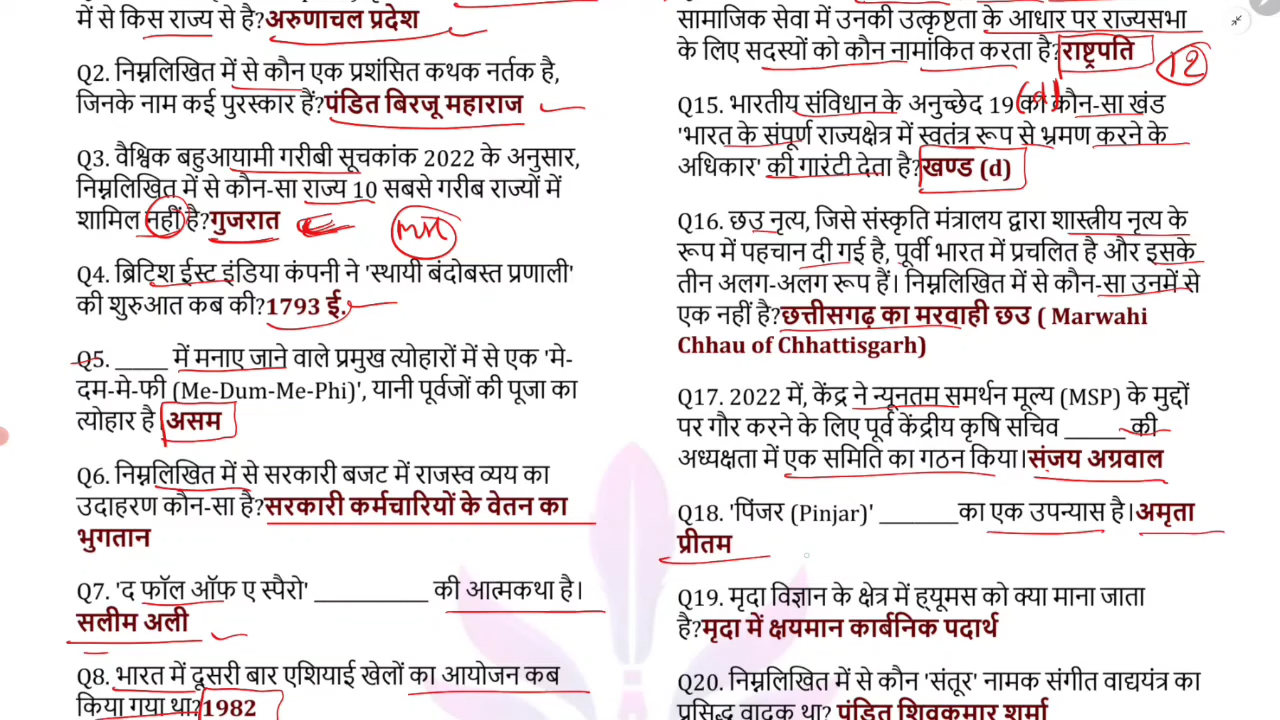 में से किस राज्य से है?अरुणाचल प्रदेश
Q2. निम्नलिखित में से कौन एक प्रशंसित कथक नर्तक है,
जिनके नाम कई पुरस्कार हैं?पंडित बिरजू महाराज
Q3. वैश्विक बहुआयामी गरीबी सूचकांक 2022 के अनुसार,
निम्नलिखित में से कौन-सा राज्य 10 सबसे गरीब राज्यों में
शामिल नहीं है?गुजरात
Q4. ब्रिटिश ईस्ट इंडिया कंपनी ने 'स्थायी बंदोबस्त प्रणाली'
की शुरुआत कब की?1793 ई.
Q5. _____ में मनाए जाने वाले प्रमुख त्योहारों में से एक 'मे-
दम-मे-फी (Me-Dum-Me-Phi)', यानी पूर्वजों की पूजा का
त्योहार है असम
Q6. निम्नलिखित में से सरकारी बजट में राजस्व व्यय का
उदाहरण कौन-सा है?सरकारी कर्मचारियों के वेतन का
भुगतान
Q7. 'द फॉल ऑफ ए स्पैरो' __________ की आत्मकथा है।
सलीम अली
Q8. भारत में दूसरी बार एशियाई खेलों का आयोजन कब
किया गया था?1982
सामाजिक सेवा में उनकी उत्कृष्टता के आधार पर राज्यसभा
के लिए सदस्यों को कौन नामांकित करता है?राष्ट्रपति
12
Q15. भारतीय संविधान के अनुच्छेद 19 का कौन-सा खंड
(d)
'भारत के संपूर्ण राज्यक्षेत्र में स्वतंत्र रूप से भ्रमण करने के
अधिकार' की गारंटी देता है?खण्ड (d)
Q16. छउ नृत्य, जिसे संस्कृति मंत्रालय द्वारा शास्त्रीय नृत्य के
रूप में पहचान दी गई है, पूर्वी भारत में प्रचलित है और इसके
तीन अलग-अलग रूप हैं। निम्नलिखित में से कौन-सा उनमें से
एक नहीं है?छत्तीसगढ़ का मरवाही छउ ( Marwahi
Chhau of Chhattisgarh)
Q17. 2022 में, केंद्र ने न्यूनतम समर्थन मूल्य (MSP) के मुद्दों
पर गौर करने के लिए पूर्व केंद्रीय कृषि सचिव ______ की
अध्यक्षता में एक समिति का गठन किया।संजय अग्रवाल
Q18. 'पिंजर (Pinjar)' ________का एक उपन्यास है।अमृता
प्रीतम
Q19. मृदा विज्ञान के क्षेत्र में ह्यूमस को क्या माना जाता
है?मृदा में क्षयमान कार्बनिक पदार्थ
Q20. निम्नलिखित में से कौन 'संतूर' नामक संगीत वाद्ययंत्र का
प्रसिद्ध वादक था? पंडित शिवकुमार शर्मा